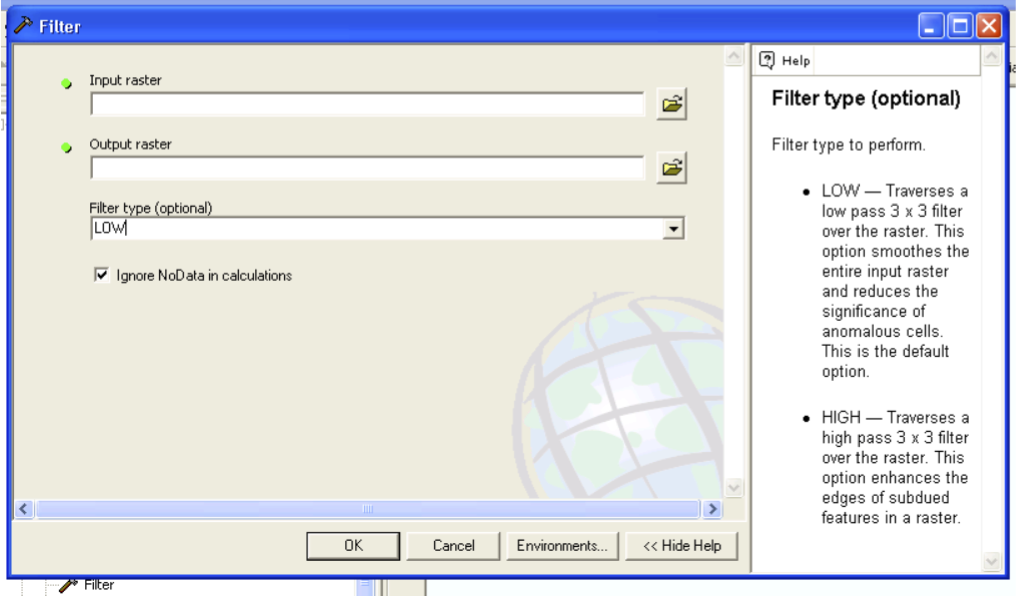 Filter
Input raster
Output raster
Filter type (optional)
LOW
Ignore NoData in calculations
OK
Cancel
Environments...
<< Hide Help
Help
Filter type (optional)
Filter type to perform.
• LOW — Traverses a
low pass 3 x 3 filter
over the raster. This
option smoothes the
entire input raster
and reduces the
significance of
anomalous cells.
This is the default
option.
• HIGH — Traverses a
high pass 3 x 3 filter
over the raster. This
option enhances the
edges of subdued
features in a raster.
Filter